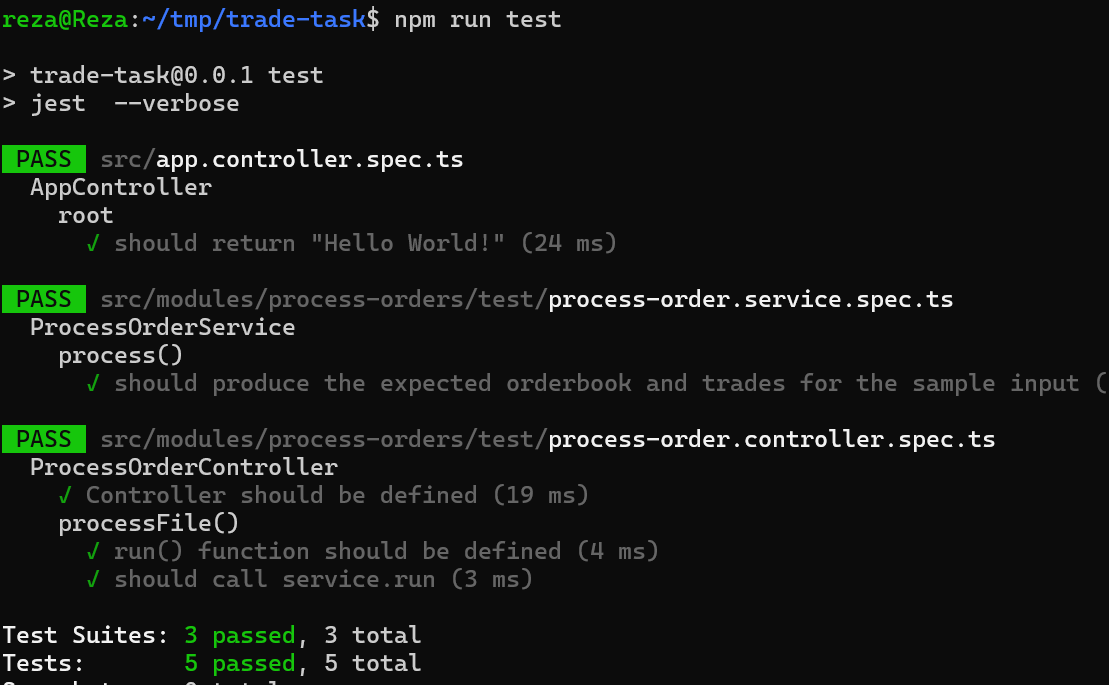 reza@Reza:~/tmp/trade-task$ npm run test
> trade-task@0.0.1 test
> jest --verbose
PASS src/app.controller.spec.ts
AppController
root
√ should return "Hello World!" (24 ms)
PASS src/modules/process-orders/test/process-order.service.spec.ts
ProcessOrderService
process()
√ should produce the expected orderbook and trades for the sample input (
PASS src/modules/process-orders/test/process-order.controller.spec.ts
ProcessOrderController
√ Controller should be defined (19 ms)
processFile()
√ run() function should be defined (4 ms)
√ should call service.run (3 ms)
Test Suites: 3 passed, 3 total
Tests: 5 passed, 5 total